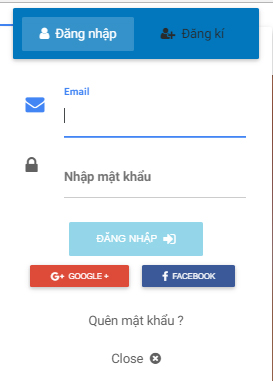 Đăng nhập Đăng kí
Email
Nhập mật khẩu
ĐĂNG NHẬP
GOOGLE + FACEBOOK
Quên mật khẩu ?
Close